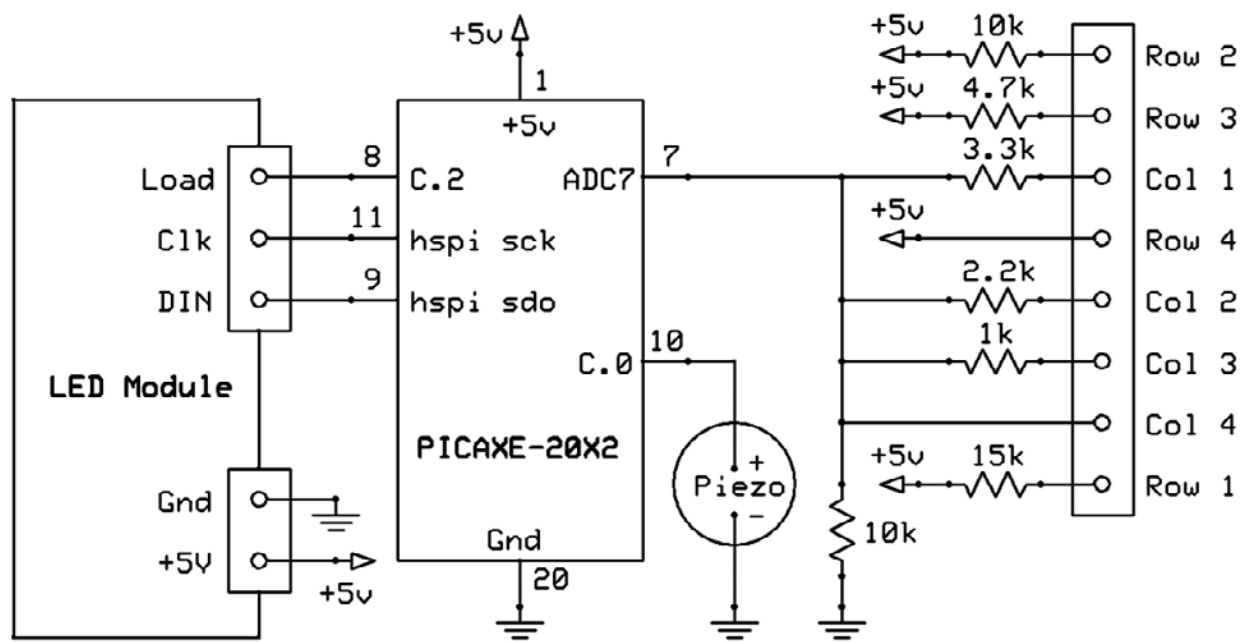 +5v
1
+5v
LED Module
Load
Clk
DIN
Gnd
+5V
+5v
8
11
9
C.2
hspi sck
hspi sdo
ADC7
7
C.0
10
PICAXE-20X2
Gnd
20
+
Piezo
-
10k
+5v 10k Row 2
+5v 4.7k Row 3
3.3k Col 1
+5v Row 4
2.2k Col 2
1k Col 3
Col 4
+5v 15k Row 1